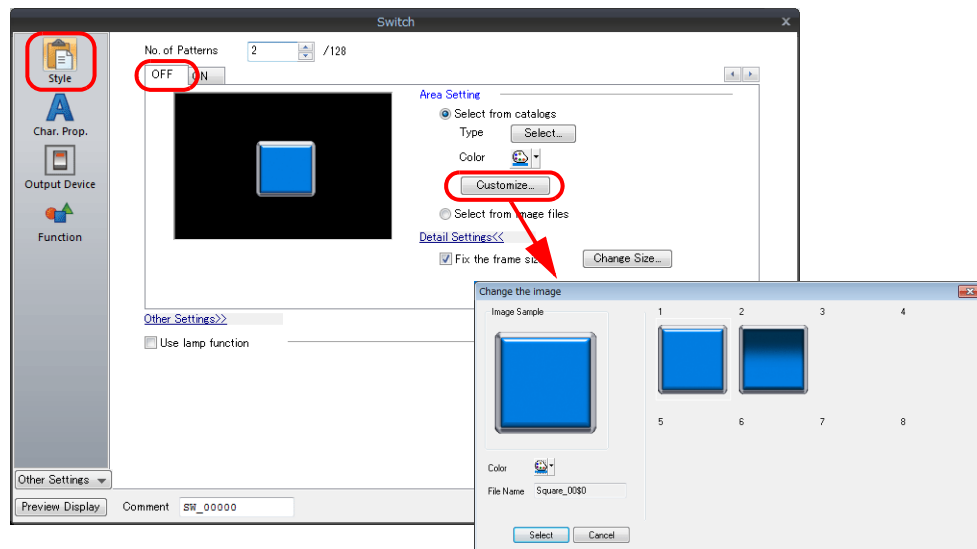 Switch x
No. of Patterns 2 /128
OFF ON
Style
Char. Prop.
Output Device
Function
Area Setting
Select from catalogs
Type Select...
Color
Customize...
Select from image files
Detail Settings<<
Fix the frame siz Change Size...
Other Settings>>
Use lamp function
Other Settings
Preview Display Comment SW_00000
Change the image
Image Sample 1 2 3 4
5 6 7 8
Color
File Name Square_00$0
Select Cancel